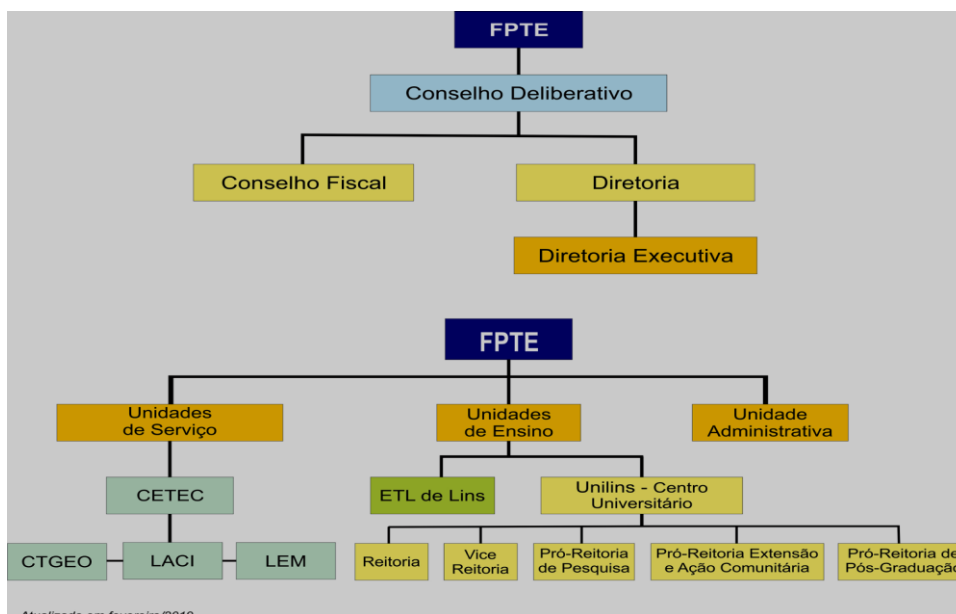 FPTE
Conselho Deliberativo
Conselho Fiscal
Diretoria
Diretoria Executiva
FPTE
Unidades
de Serviço
Unidades
de Ensino
Unidade
Administrativa
CETEC
ETL de Lins
Unilins - Centro
Universitário
CTGEO
LACI
LEM
Reitoria
Vice
Reitoria
Pró-Reitoria
de Pesquisa
Pró-Reitoria Extensão
e Ação Comunitária
Pró-Reitoria de
Pós-Graduação